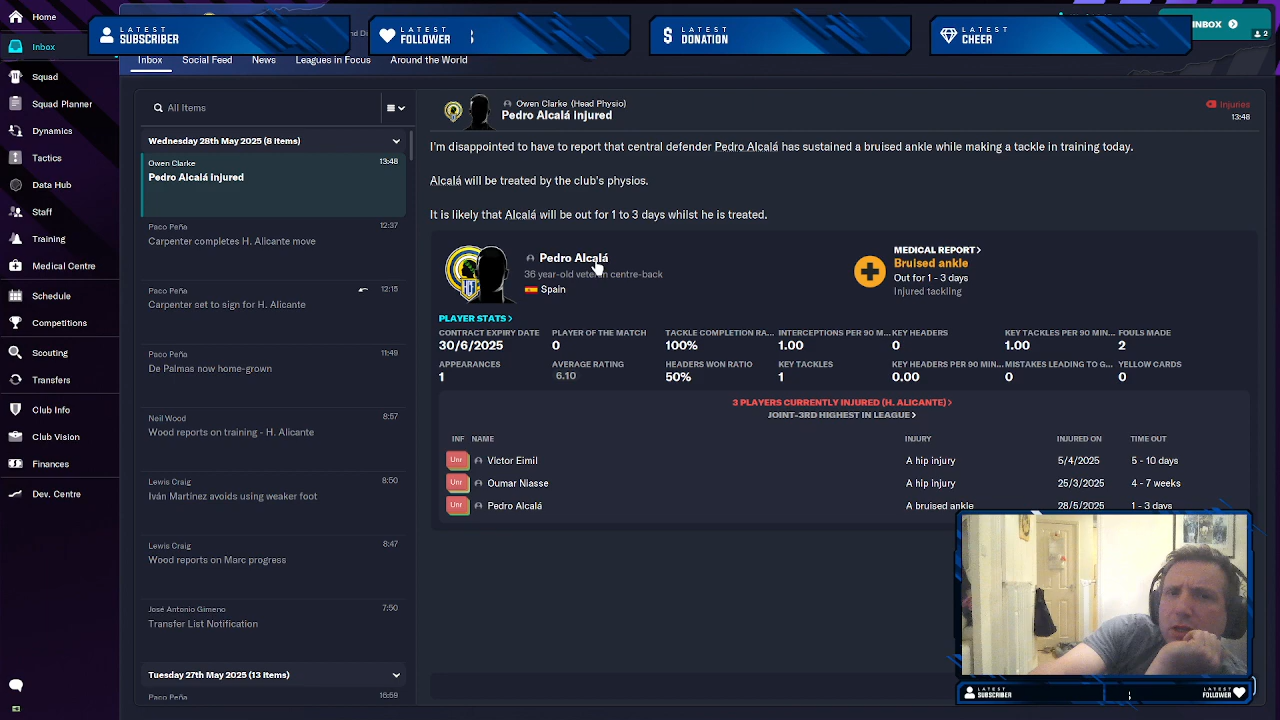 Home
Inbox
Squad
Squad Planner
Dynamics
Tactics
Data Hub
Staff
Training
Medical Centre
Schedule
Competitions
Scouting
Transfers
Club Info
Club Vision
Finances
Dev. Centre
LATEST
SUBSCRIBER
LATEST
FOLLOWER
LATEST
DONATION
LATEST
CHEER
INBOX
2
Inbox
Social Feed
News
Leagues in Focus
Around the World
All Items
Wednesday 28th May 2025 (8 Items)
Owen Clarke 13:48
Pedro Alcalá Injured
Paco Peña 12:37
Carpenter completes H. Alicante move
Paco Peña 12:15
Carpenter set to sign for H. Alicante
Paco Peña 11:49
De Palmas now home-grown
Neil Wood 8:57
Wood reports on training - H. Alicante
Lewis Craig 8:50
Iván Martínez avoids using weaker foot
Lewis Craig 8:47
Wood reports on Marc progress
José Antonio Gimeno 7:50
Transfer List Notification
Tuesday 27th May 2025 (13 Items)
Paco Peña 16:59
Owen Clarke (Head Physio)
Pedro Alcalá Injured
Injuries
13:48
I'm disappointed to have to report that central defender Pedro Alcalá has sustained a bruised ankle while making a tackle in training today.
Alcalá will be treated by the club's physios.
It is likely that Alcalá will be out for 1 to 3 days whilst he is treated.
Pedro Alcalá
36 year-old veteran centre-back
Spain
MEDICAL REPORT >
Bruised ankle
Out for 1 - 3 days
Injured tackling
PLAYER STATS >
CONTRACT EXPIRY DATE PLAYER OF THE MATCH TACKLE COMPLETION RA... INTERCEPTIONS PER 90 M... KEY HEADERS KEY TACKLES PER 90 MIN... FOULS MADE
30/6/2025 0 100% 1.00 0 1.00 2
APPEARANCES AVERAGE RATING HEADERS WON RATIO KEY TACKLES KEY HEADERS PER 90 MIN... MISTAKES LEADING TO G... YELLOW CARDS
1 6.10 50% 1 0.00 0 0
3 PLAYERS CURRENTLY INJURED (H. ALICANTE) >
JOINT-3RD HIGHEST IN LEAGUE >
INF NAME INJURY INJURED ON TIME OUT
Unr Víctor Eimil A hip injury 5/4/2025 5 - 10 days
Unr Oumar Niasse A hip injury 25/3/2025 4 - 7 weeks
Unr Pedro Alcalá A bruised ankle 28/5/2025 1 - 3 days
LATEST
SUBSCRIBER
LATEST
FOLLOWER